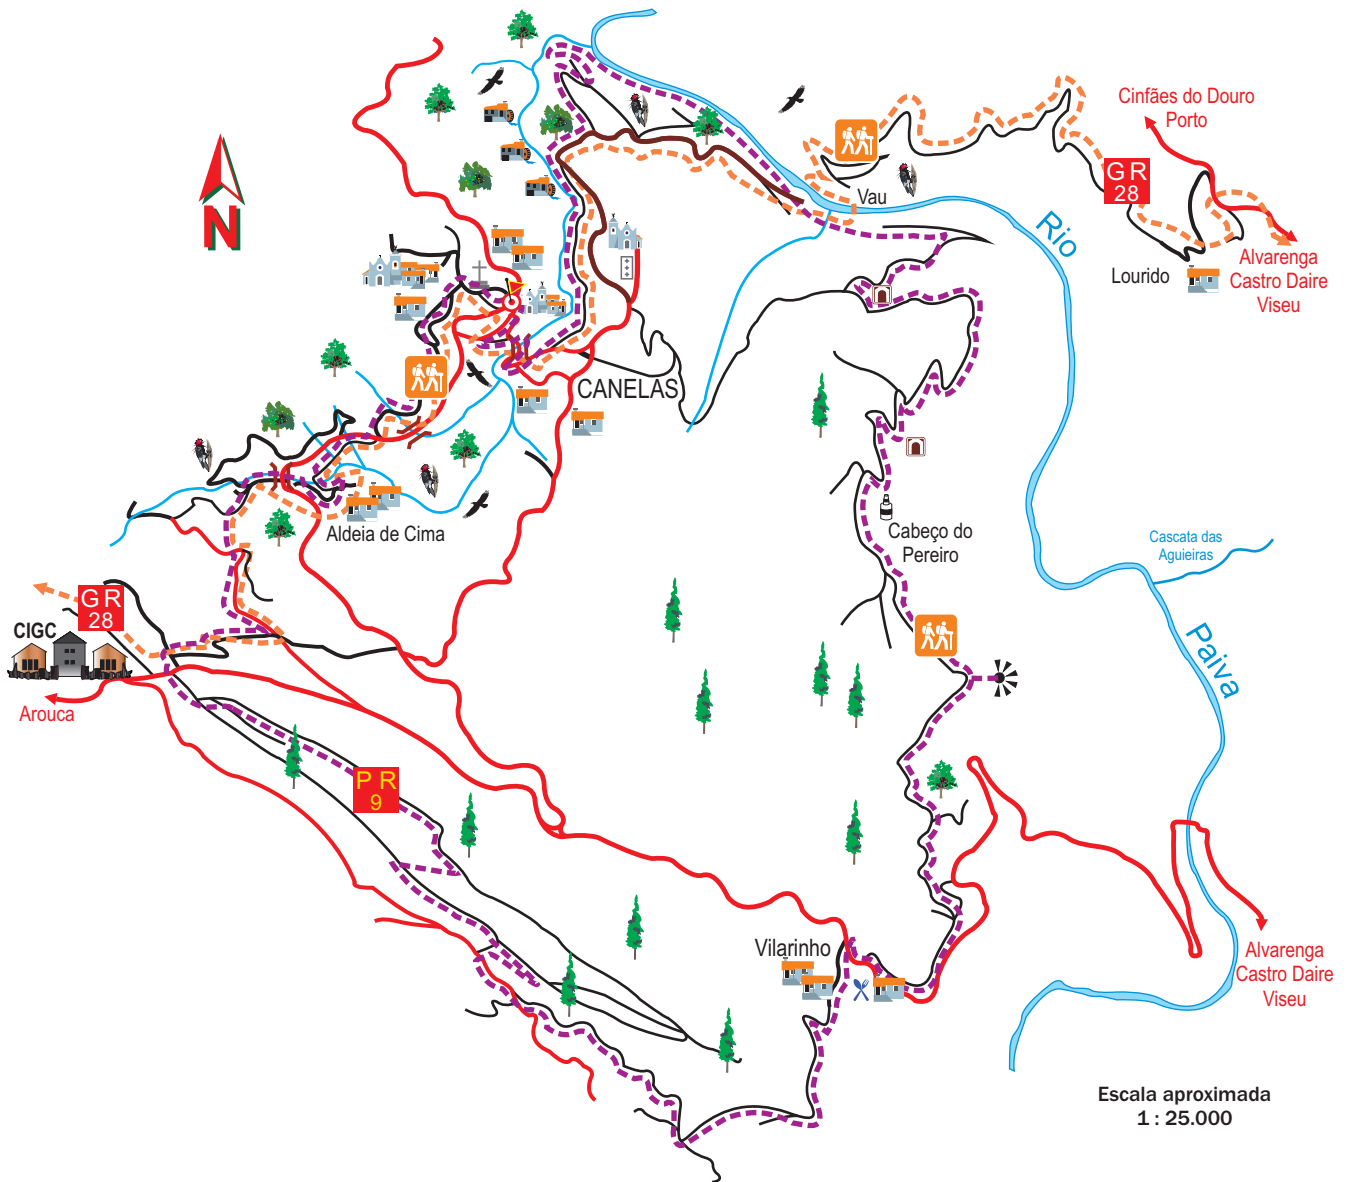 Cinfães do Douro
Porto
GR
28
Vau
Rio
N
Lourido
Alvarenga
Castro Daire
Viseu
CANELAS
Aldeia de Cima
Cabeço do
Pereiro
Cascata das
Aguieiras
GR
28
CIGC
Paiva
Arouca
PR
9
Vilarinho
Alvarenga
Castro Daire
Viseu
Escala aproximada
1 : 25.000